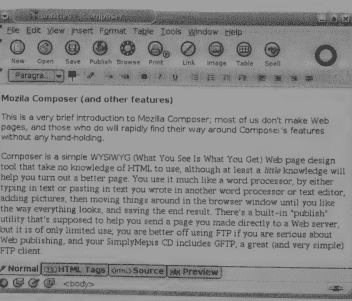 File Edit View Insert Format Table Tools Window Help
New Open Save Publish Browse Print Link Image Table Spell
Paragra...
Mozilla Composer (and other features)
This is a very brief introduction to Mozilla Composer; most of us don't make Web
pages, and those who do will rapidly find their way around Composer's features
without any hand-holding.
Composer is a simple WYSIWYG (What You See Is What You Get) Web page design
tool that take no knowledge of HTML to use, although at least a little knowledge will
help you turn out a better page. You use it much like a word processor, by either
typing in text or pasting in text you wrote in another word processor or text editor,
adding pictures, then moving things around in the browser window until you like
the way everything looks, and saving the end result. There's a built-in "publish"
utility that's supposed to help you send a page you made directly to a Web server,
but it is of only limited use; you are better off using FTP if you are serious about
Web publishing, and your SimplyMepis CD includes GFTP, a great (and very simple)
FTP client.
Normal HTML Tags Source Preview
<body>